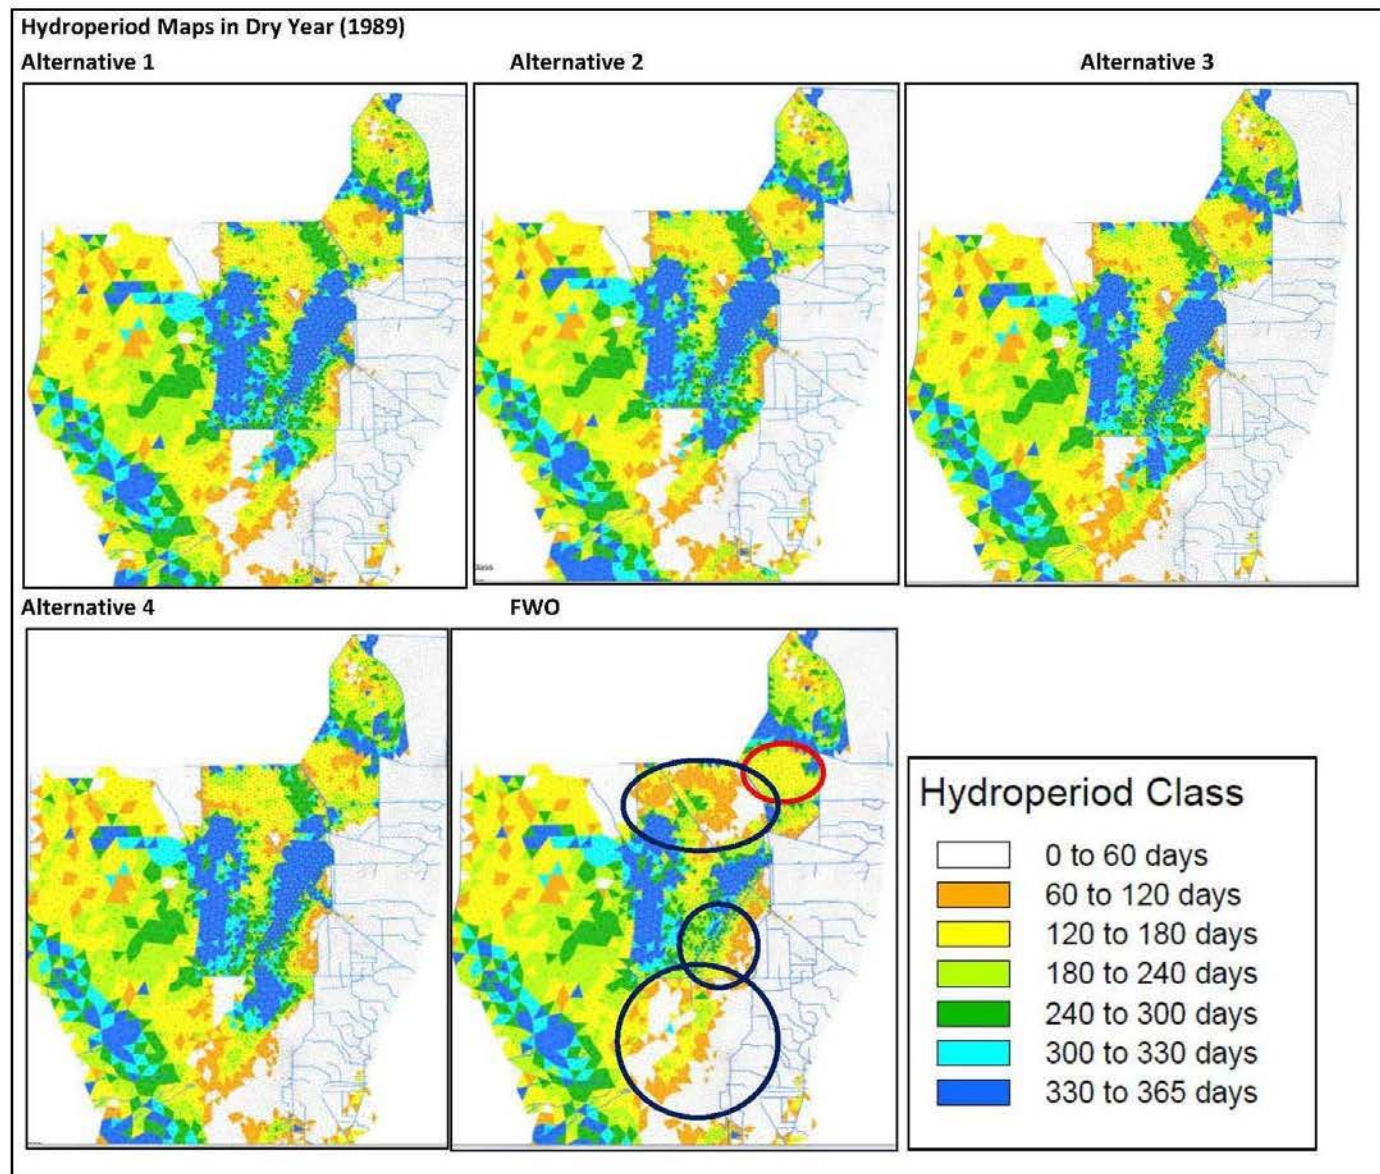 Hydroperiod Maps in Dry Year (1989)
Alternative 1
Alternative 2
Alternative 3
Alternative 4
FWO
Hydroperiod Class
0 to 60 days
60 to 120 days
120 to 180 days
180 to 240 days
240 to 300 days
300 to 330 days
330 to 365 days